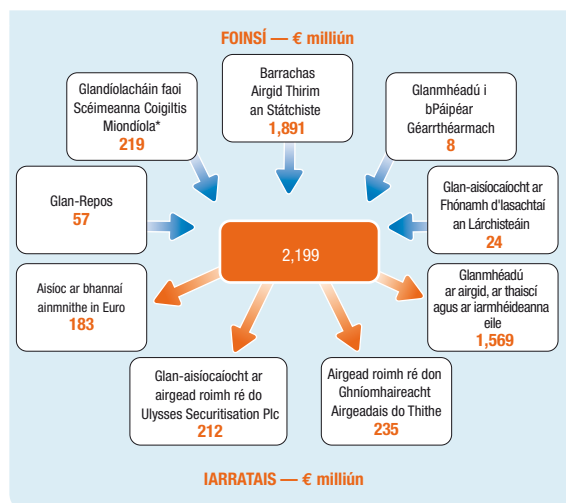 FOINSÍ — € milliún
Glandíolacháin faoi
Scéimeanna Coigiltis
Miondíola*
219
Barrachas
Airgid Thirim
an Státchiste
1,891
Glanmhéadú i
bPáipéar
Géarrthéarmach
8
Glan-Repos
57
Glan-aisíocaíocht ar
Fhónamh d'Iasachtaí
an Lárchisteáin
24
2,199
Aisíoc ar bhannaí
ainmnithe in Euro
183
Glanmhéadú
ar airgid, ar thaiscí
agus ar iarmhéideanna
eile
1,569
Glan-aisíocaíocht ar
airgead roimh ré do
Ulysses Securitisation Plc
212
Airgead roimh ré don
Ghníomhaireacht
Airgeadais do Thithe
235
IARRATAIS — € milliún